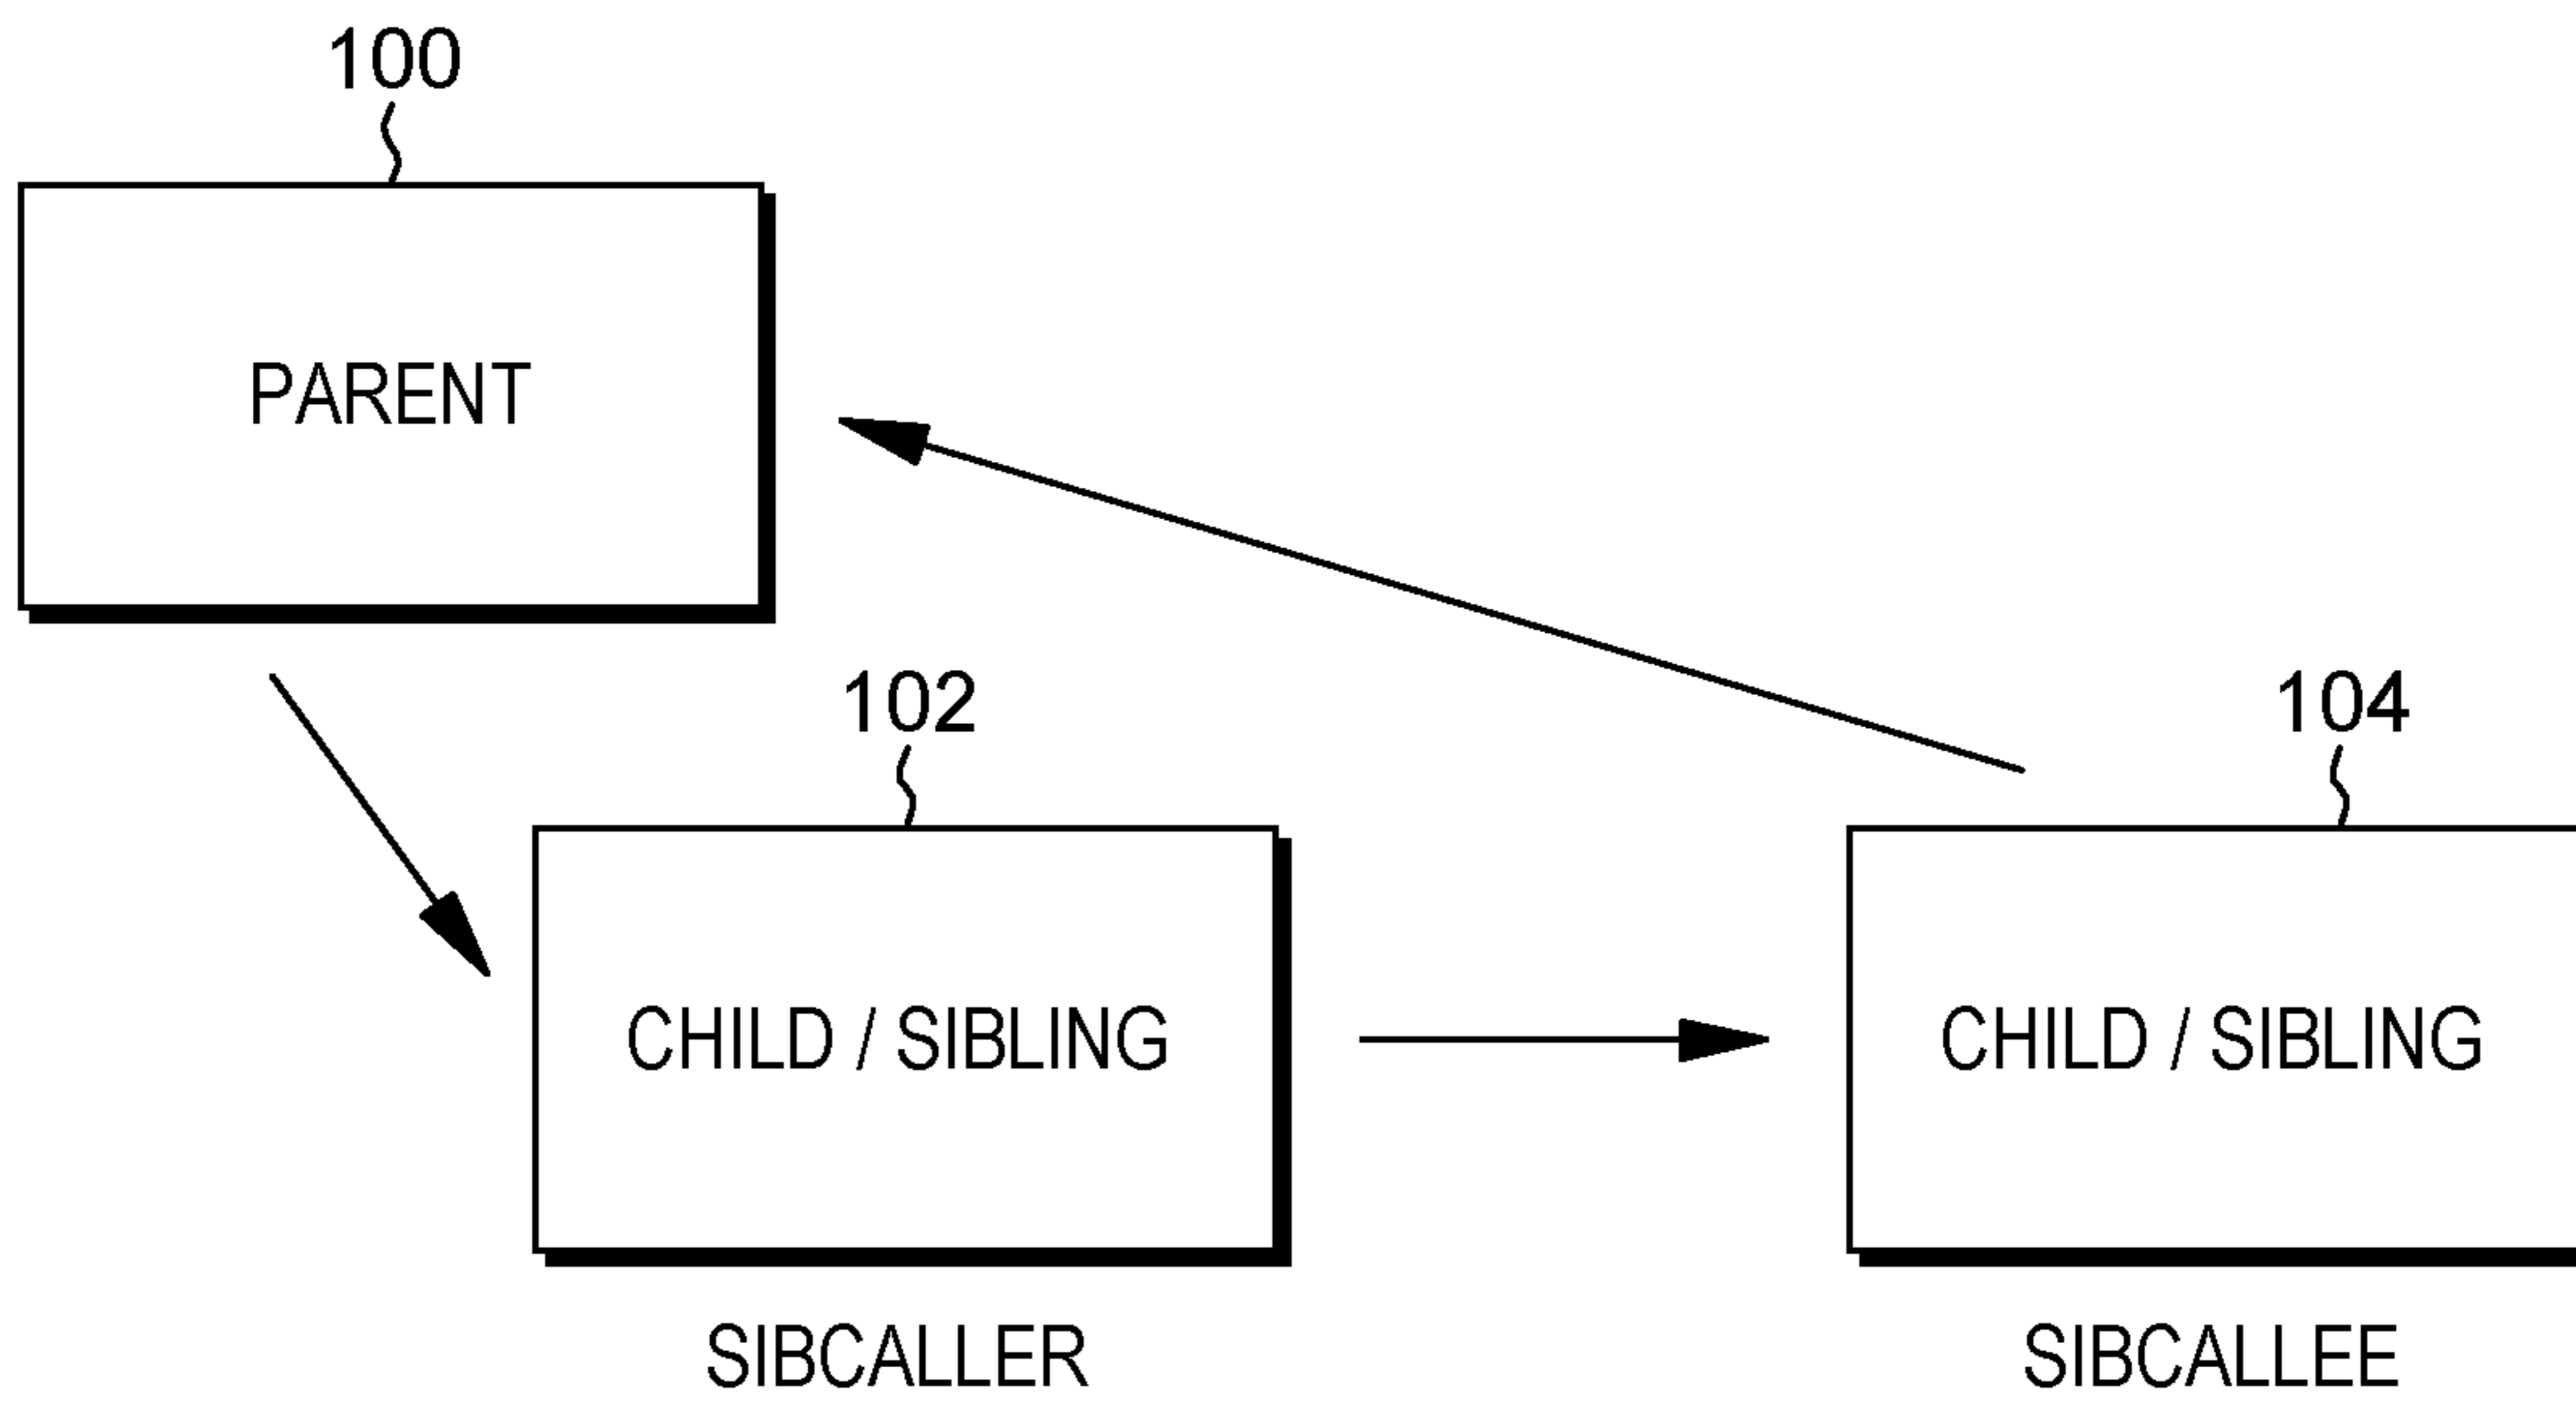 100
PARENT
102
104
CHILD / SIBLING
CHILD / SIBLING
SIBCALLER
SIBCALLEE